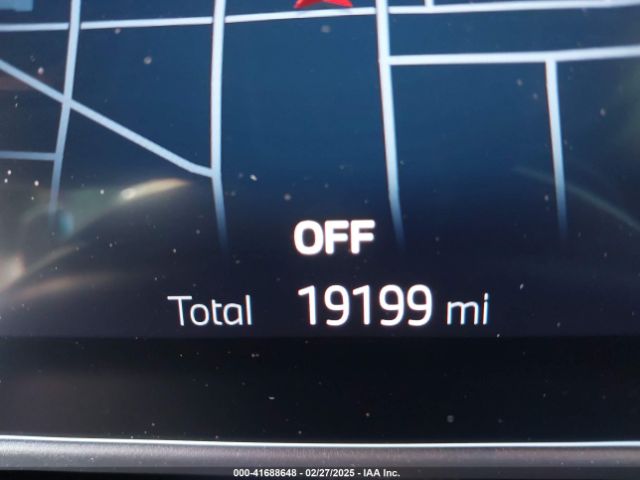 OFF
Total 19199 mi
000-41688648 - 02/27/2025 - IAA Inc.